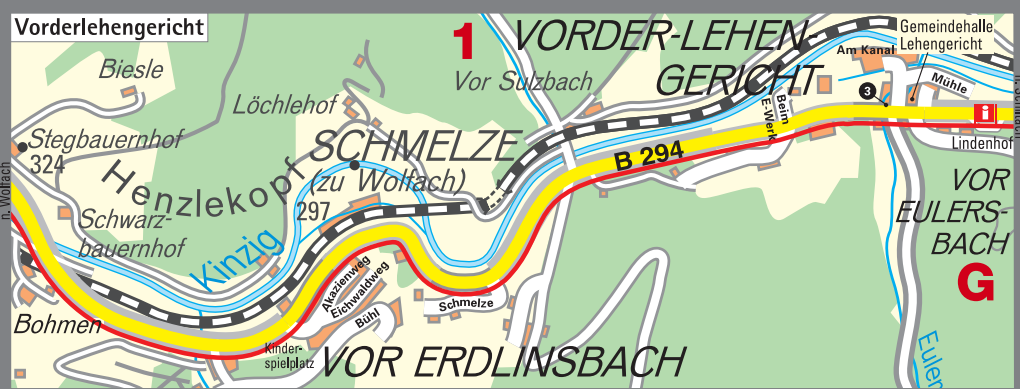 Vorderlehengericht
1
VORDER-LEHEN-
GERICHT
Gemeindehalle
Lehengericht
Am Kanal
Biesle
Vor Sulzbach
Mühle
n. Schiltach
Löchlehof
3
Beim
E-Werk
i
Stegbauernhof
324
SCHMELZE
(zu Wolfach)
B 294
Lindenhof
n. Wolfach
Henzlekopf
297
VOR
EULERS-
BACH
Schwarz-
bauernhof
Kinzig
G
Akazienweg
Eichwaldweg
Bühl
Schmelze
Bohmen
Kinder-
spielplatz
VOR ERDLINSBACH
Eulers